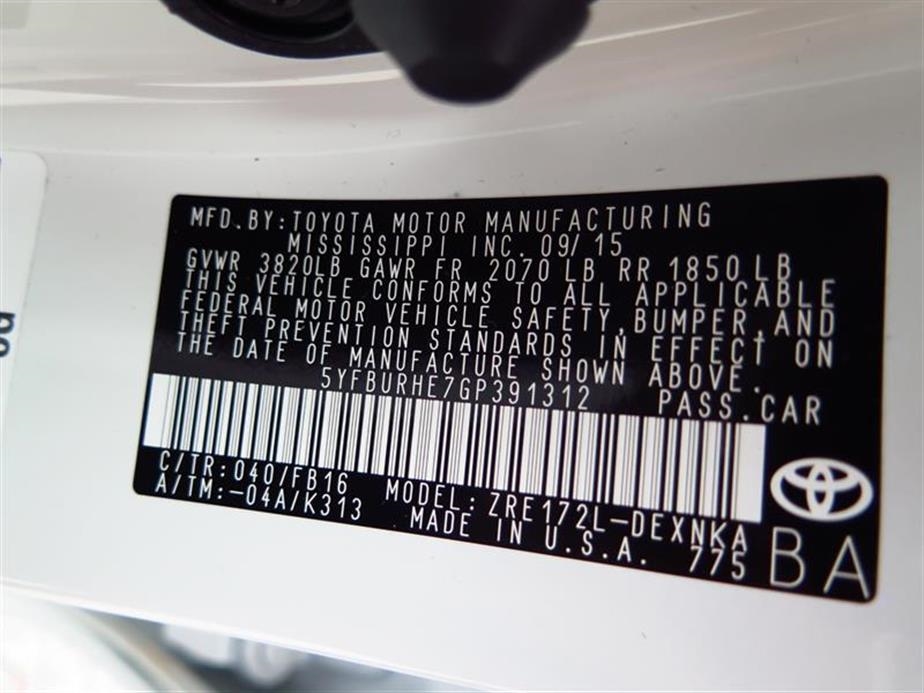 MFD.BY:TOYOTA MOTOR MANUFACTURING
MISSISSIPPI INC. 09/15
GVWR 3820LB GAWR FR 2070 LB RR 1850 LB
THIS VEHICLE CONFORMS TO ALL APPLICABLE
FEDERAL MOTOR VEHICLE SAFETY,BUMPER,AND
THEFT PREVENTION STANDARDS IN EFFECT ON
THE DATE OF MANUFACTURE SHOWN ABOVE.
5YFBURHE7GP391312 PASS.CAR
C/TR:040/FB16
A/TM:-04A/K313
MODEL:ZRE172L-DEXNKA
MADE IN U.S.A. 775
BA